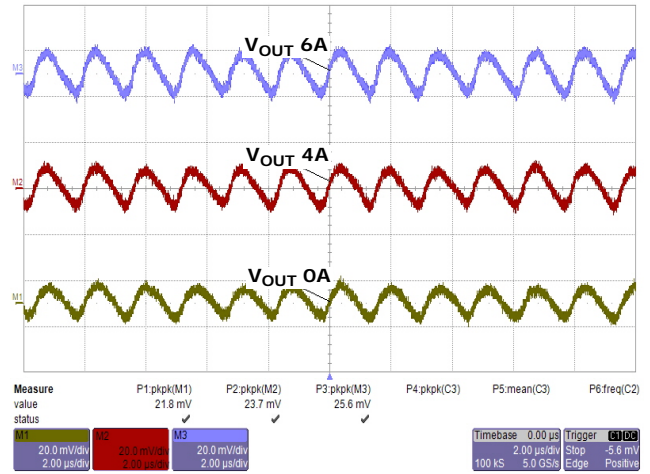 VOUT 6A
M3
VOUT 4A
M2
VOUT 0A
M1
Measure P1:pkpk(M1) P2:pkpk(M2) P3:pkpk(M3) P4:pkpk(C3) P5:mean(C3) P6:freq(C2)
value 21.8 mV 23.7 mV 25.6 mV
status ✔ ✔ ✔
M1 M2 M3 Timebase 0.00 µs Trigger C1 DC
20.0 mV/div 20.0 mV/div 20.0 mV/div 2.00 µs/div Stop -5.6 mV
2.00 µs/div 2.00 µs/div 2.00 µs/div 100 kS 5.0 GS/s Edge Positive